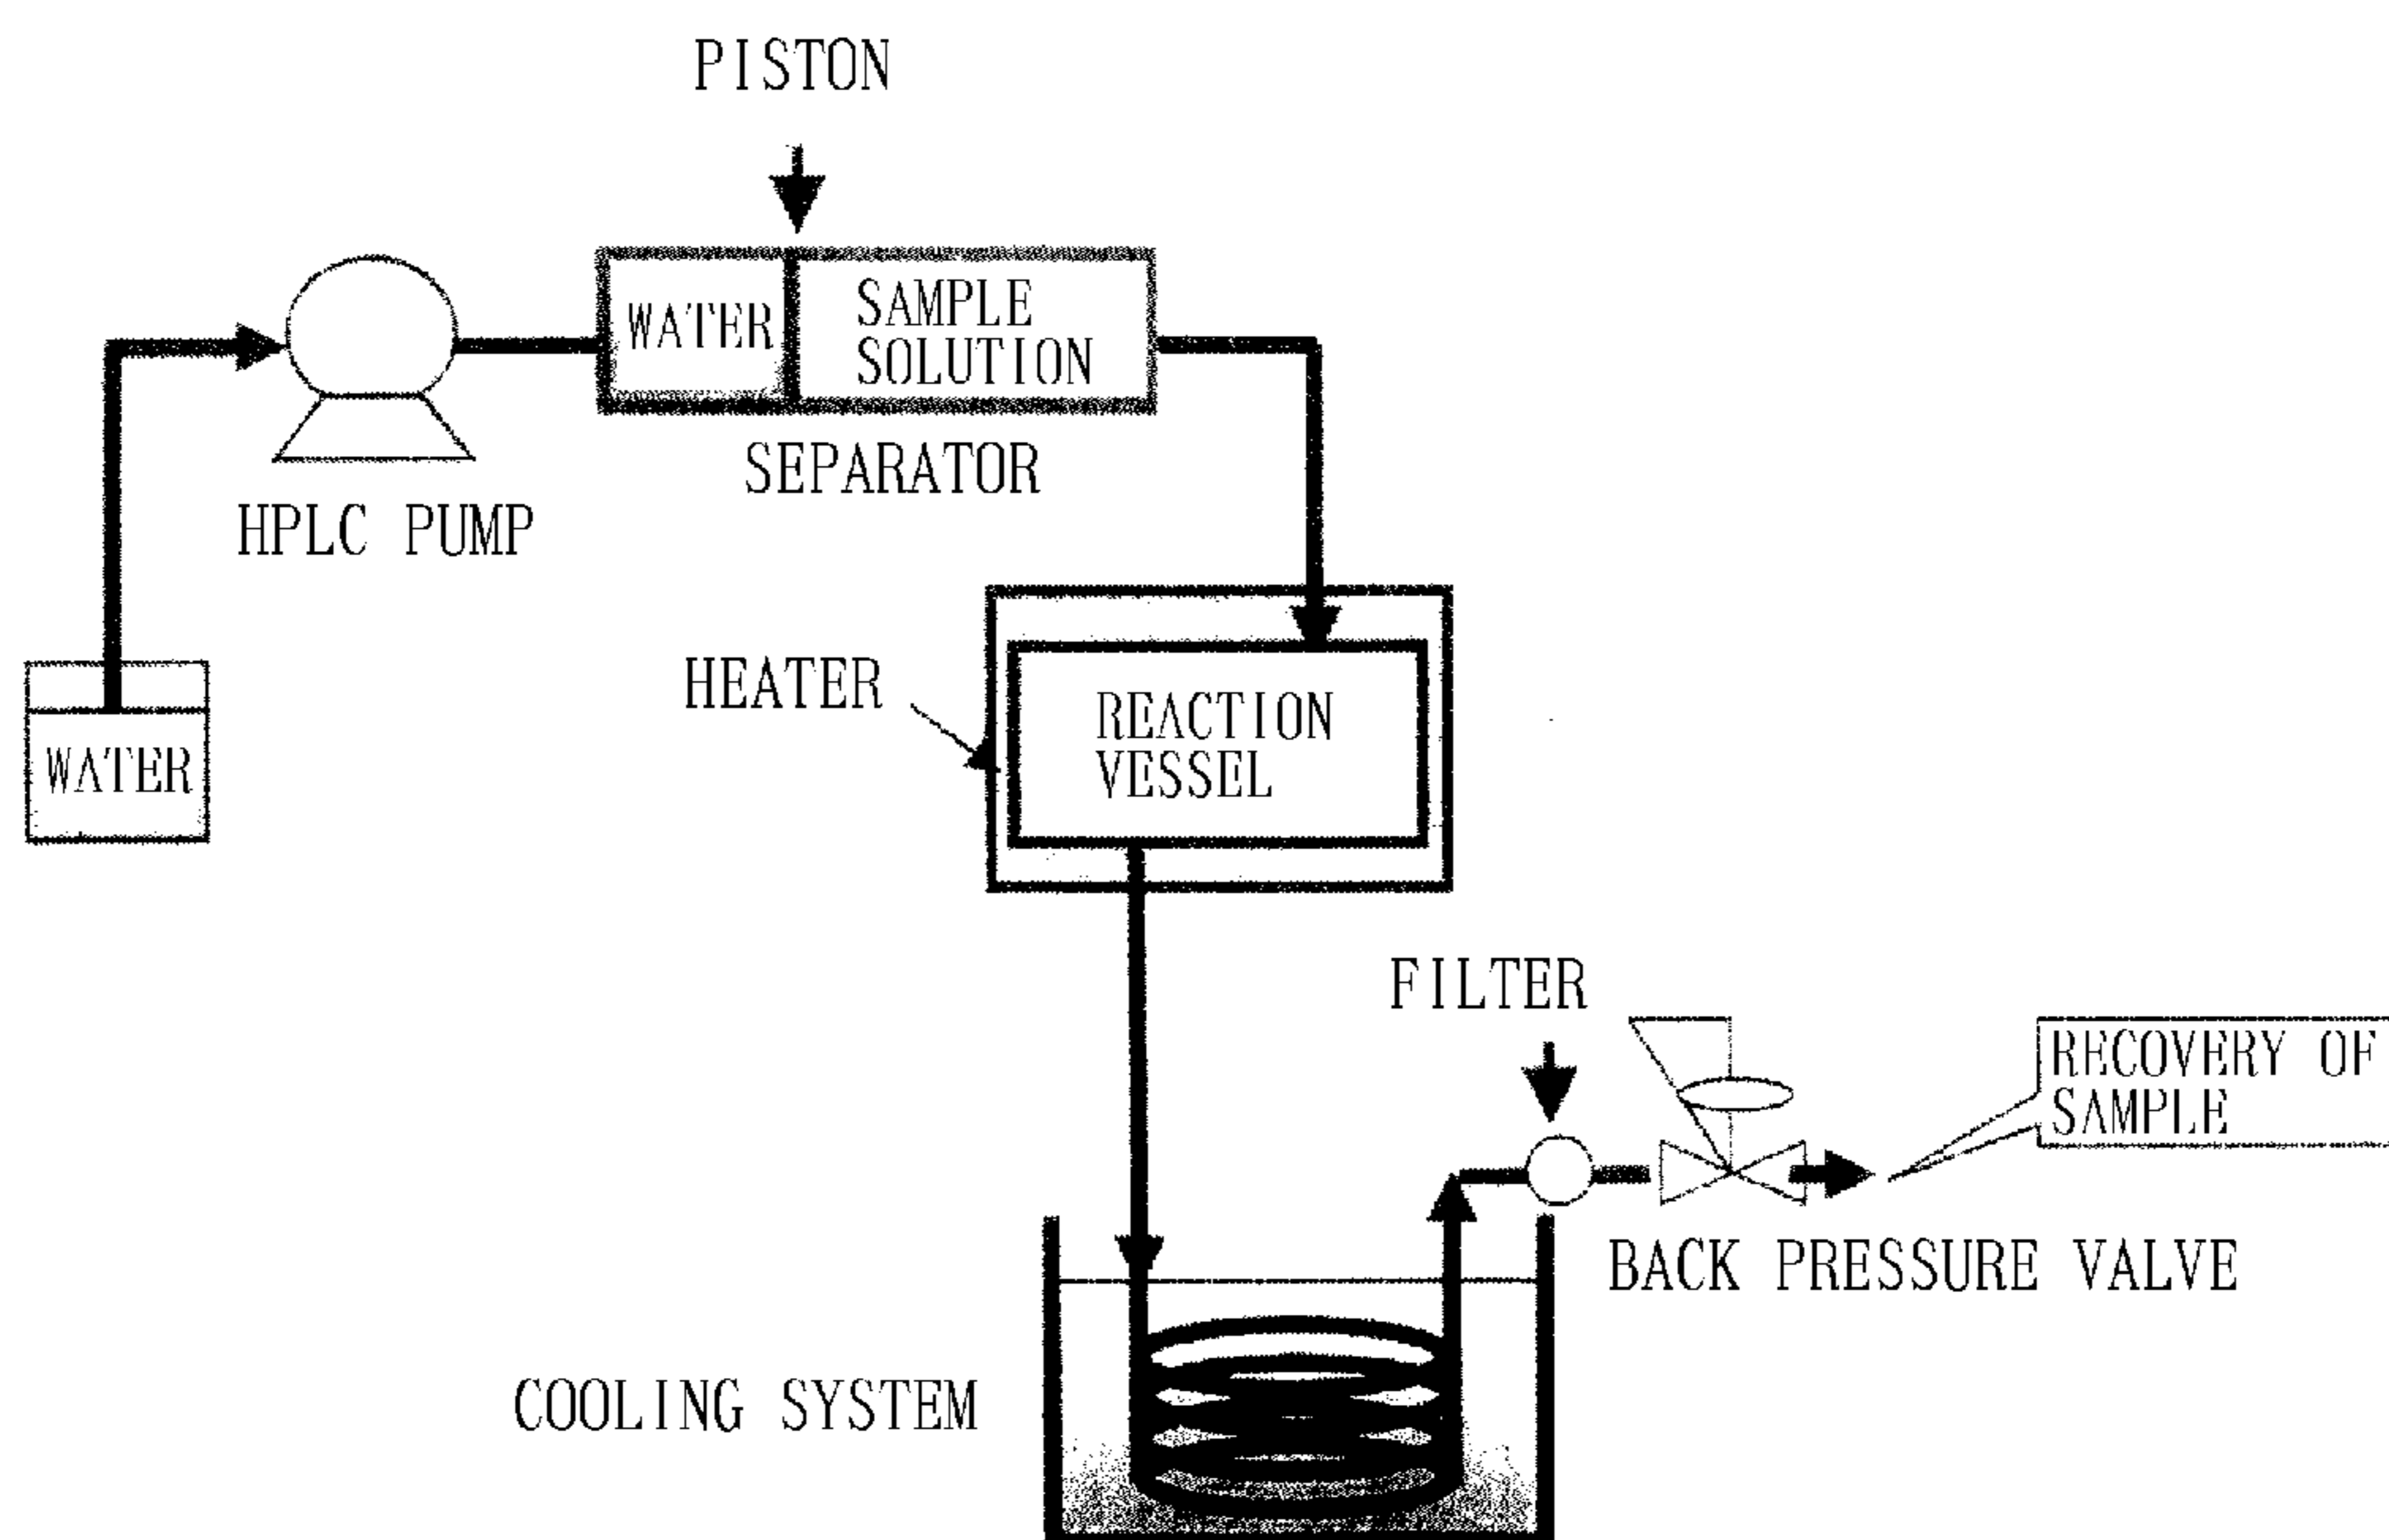 PISTON
WATER
SAMPLE
SOLUTION
SEPARATOR
HPLC PUMP
WATER
HEATER
REACTION
VESSEL
FILTER
RECOVERY OF
SAMPLE
BACK PRESSURE VALVE
COOLING SYSTEM